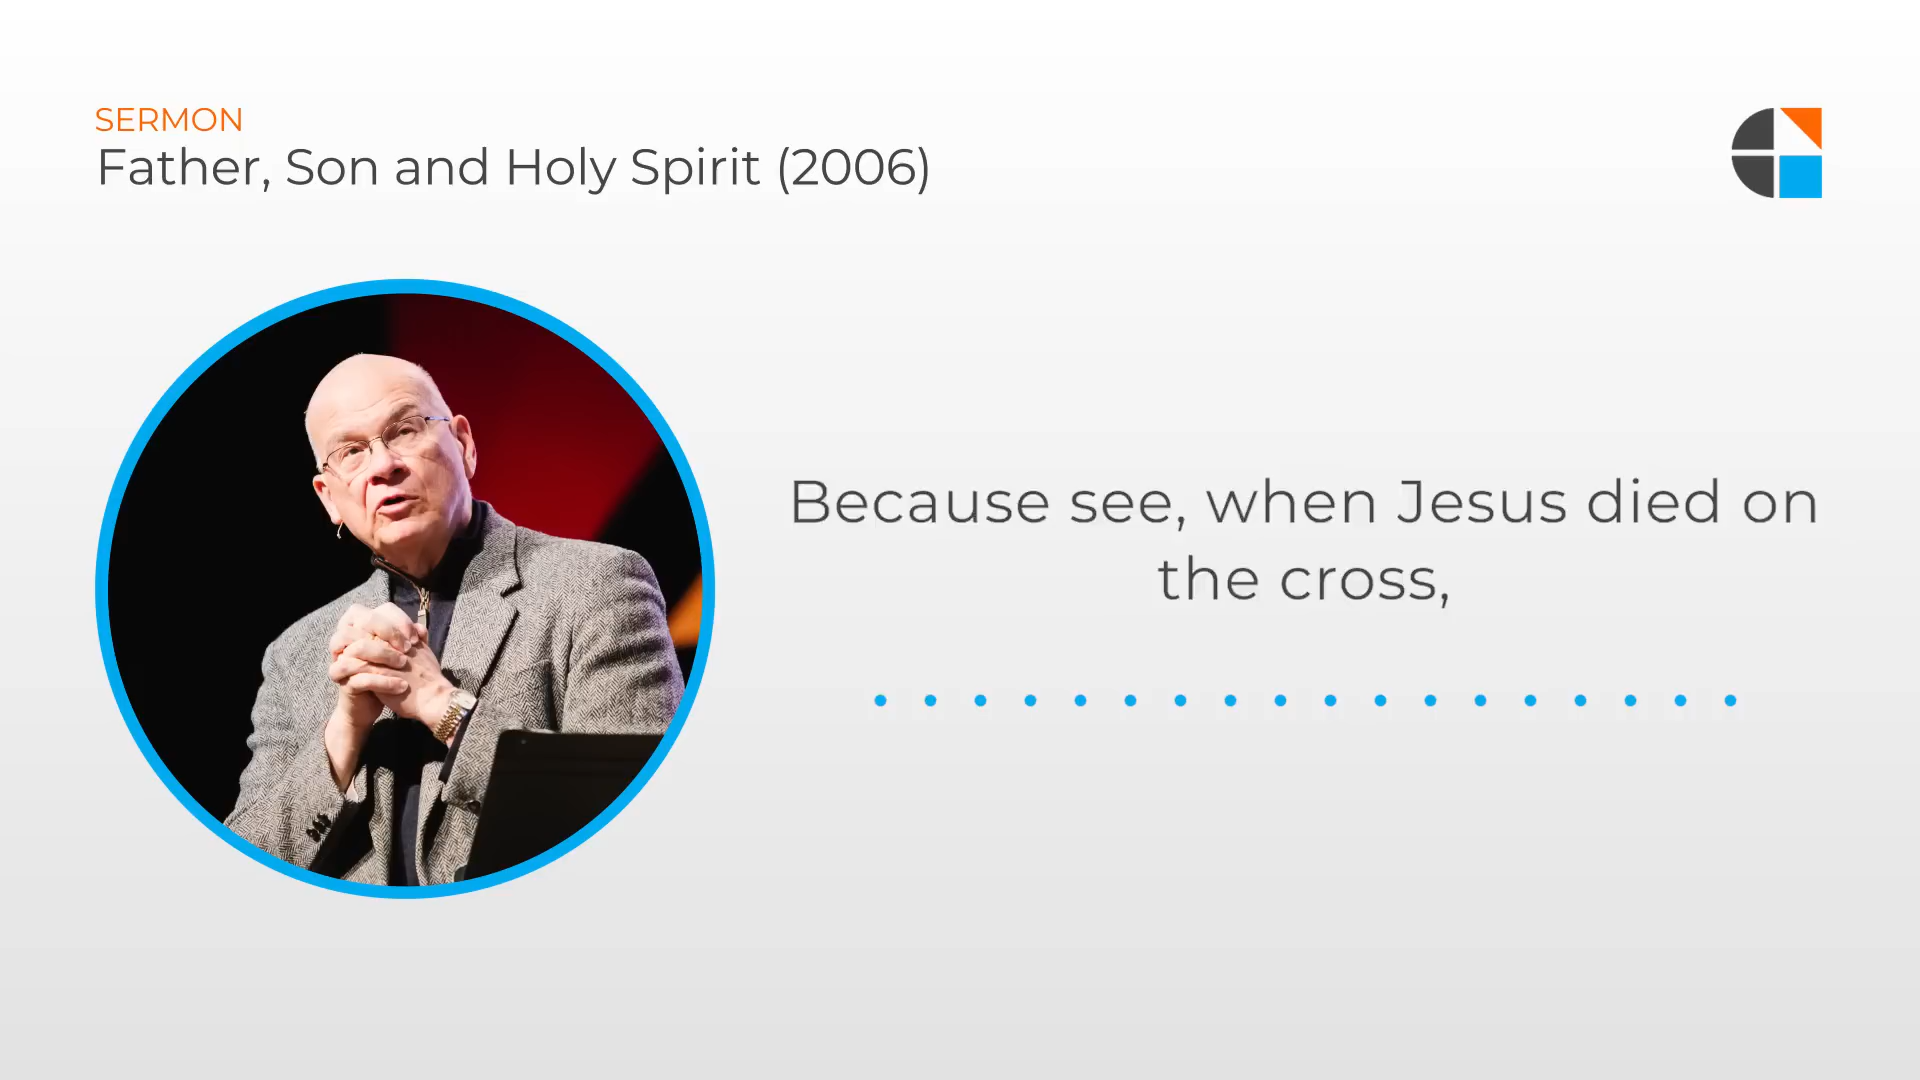 SERMON
Father, Son and Holy Spirit (2006)
Because see, when Jesus died on
the cross,